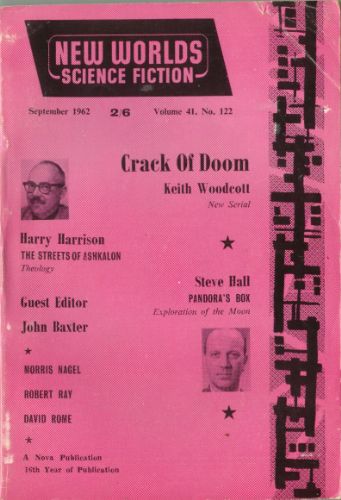 NEW WORLDS
SCIENCE FICTION
September 1962 2/6 Volume 41, No. 122
Crack Of Doom
Keith Woodcott
New Serial
Harry Harrison
THE STREETS OF ASHKALON
Theology
Steve Hall
PANDORA'S BOX
Exploration of the Moon
Guest Editor
John Baxter
NORRIS NAGEL
ROBERT RAY
DAVID ROME
A Nova Publication
16th Year of Publication